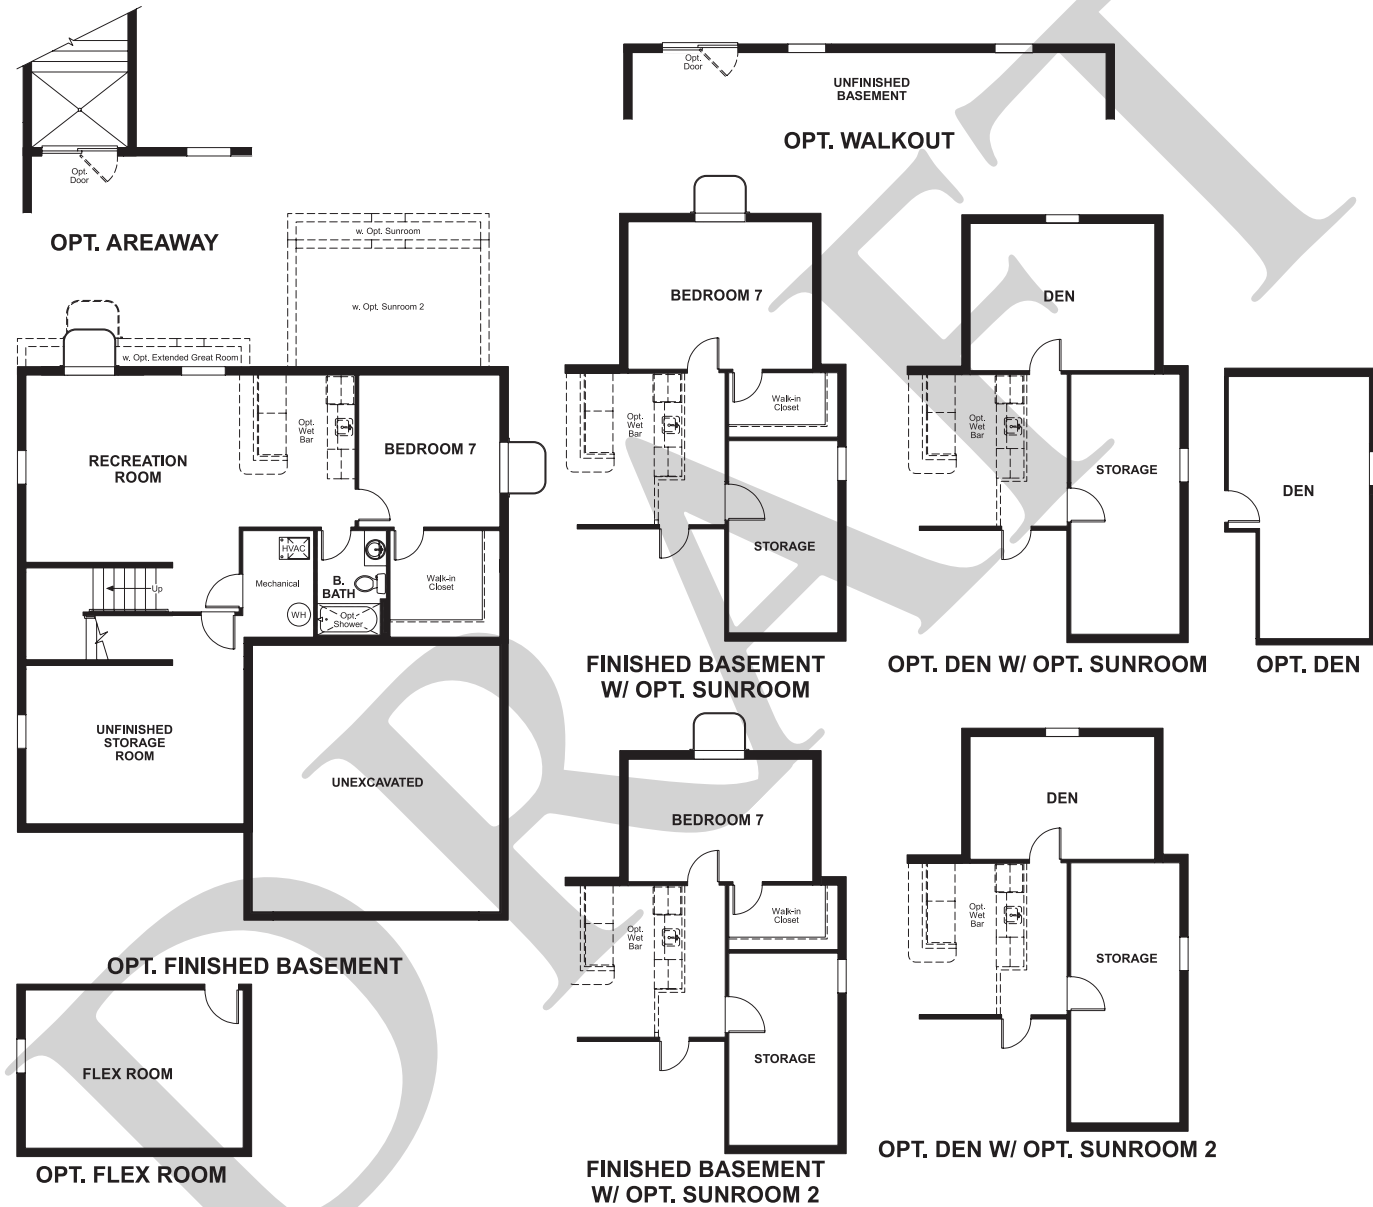 Opt.
Door
OPT. AREAWAY
Opt.
Door
UNFINISHED
BASEMENT
OPT. WALKOUT
w. Opt. Sunroom
w. Opt. Sunroom 2
w. Opt. Extended Great Room
RECREATION
ROOM
Opt.
Wet
Bar
BEDROOM 7
HVAC
Mechanical
WH
B.
BATH
Opt.
Shower
Walk-in
Closet
Up
UNFINISHED
STORAGE
ROOM
UNEXCAVATED
OPT. FINISHED BASEMENT
BEDROOM 7
Opt.
Wet
Bar
Walk-in
Closet
STORAGE
FINISHED BASEMENT
W/ OPT. SUNROOM
DEN
Opt.
Wet
Bar
STORAGE
OPT. DEN W/ OPT. SUNROOM
DEN
OPT. DEN
FLEX ROOM
OPT. FLEX ROOM
BEDROOM 7
Opt.
Wet
Bar
Walk-in
Closet
STORAGE
FINISHED BASEMENT
W/ OPT. SUNROOM 2
DEN
Opt.
Wet
Bar
STORAGE
OPT. DEN W/ OPT. SUNROOM 2
DRAFT